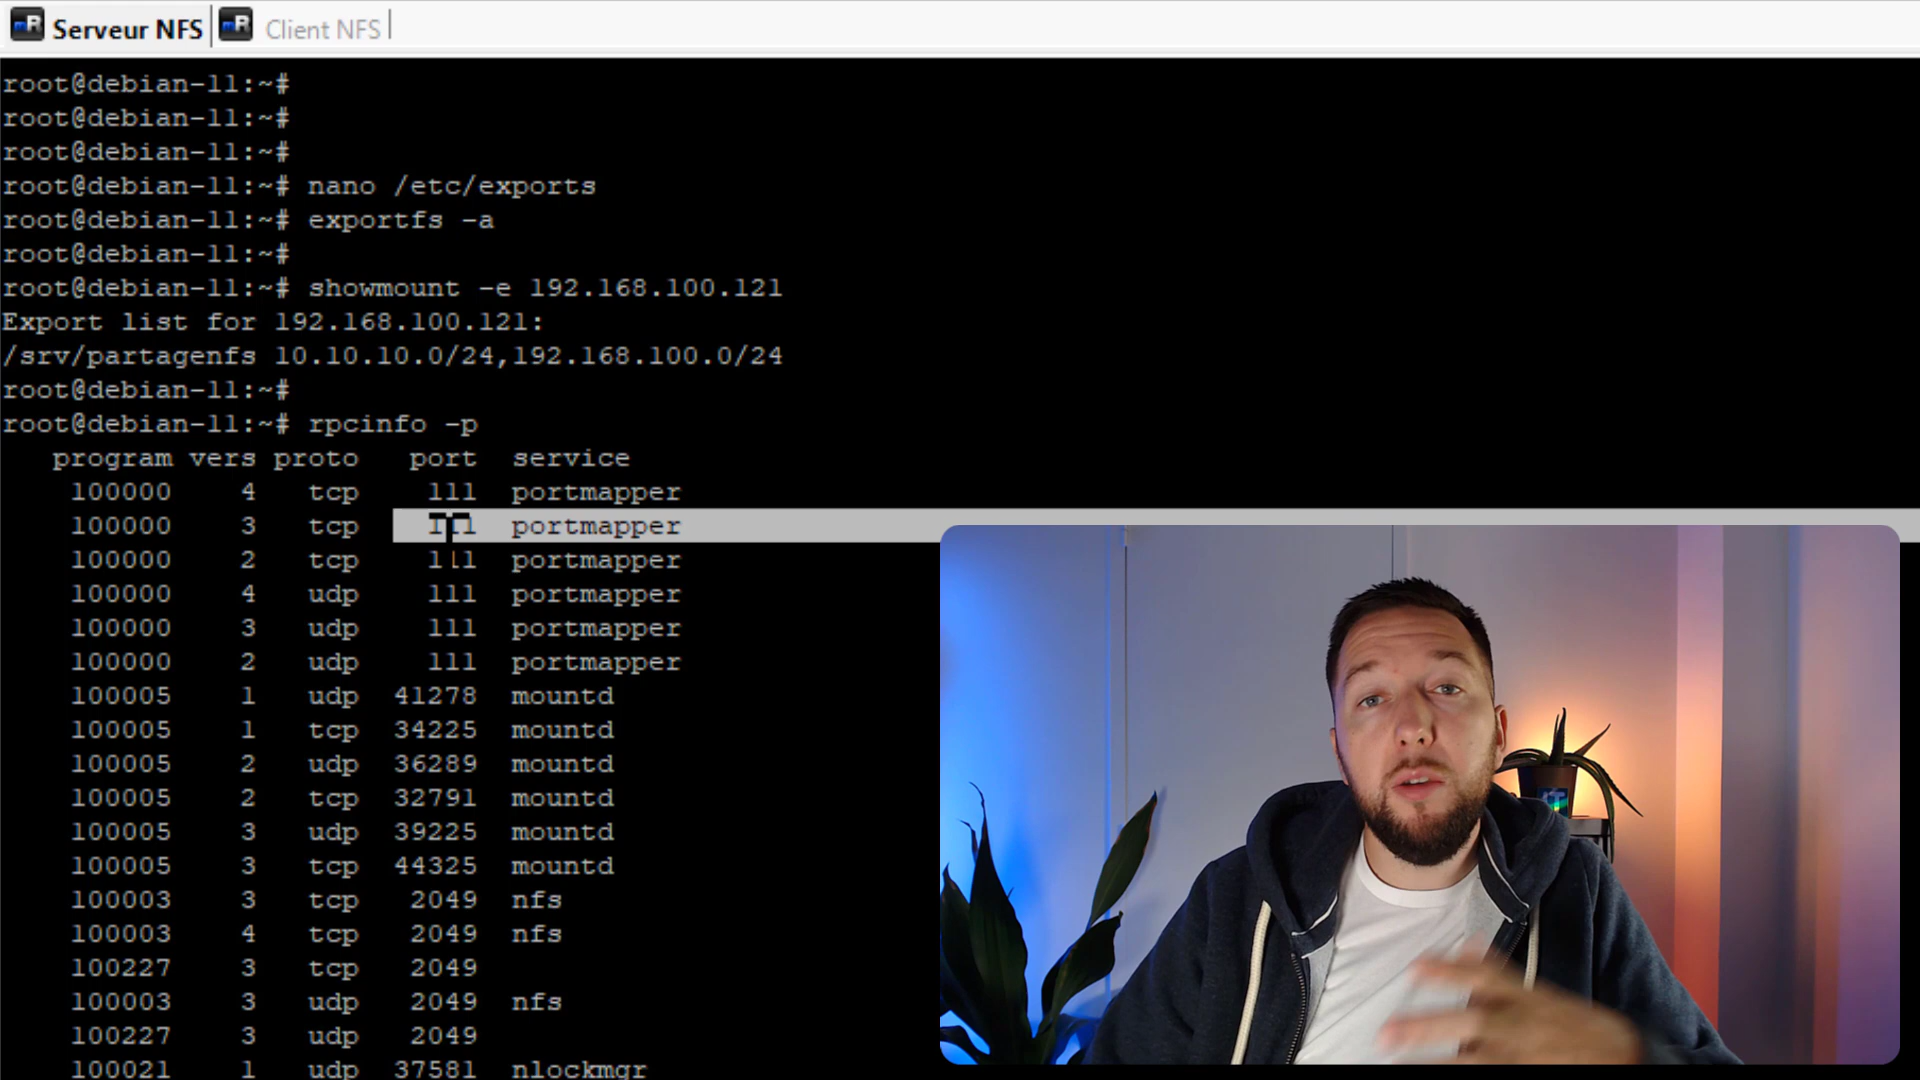 Serveur NFS
Client NFS
root@debian-11:~#
root@debian-11:~#
root@debian-11:~#
root@debian-11:~# nano /etc/exports
root@debian-11:~# exportfs -a
root@debian-11:~#
root@debian-11:~# showmount -e 192.168.100.121
Export list for 192.168.100.121:
/srv/partagenfs 10.10.10.0/24,192.168.100.0/24
root@debian-11:~#
root@debian-11:~# rpcinfo -p
program vers proto port service
100000 4 tcp 111 portmapper
100000 3 tcp 111 portmapper
100000 2 tcp 111 portmapper
100000 4 udp 111 portmapper
100000 3 udp 111 portmapper
100000 2 udp 111 portmapper
100005 1 udp 41278 mountd
100005 1 tcp 34225 mountd
100005 2 udp 36289 mountd
100005 2 tcp 32791 mountd
100005 3 udp 39225 mountd
100005 3 tcp 44325 mountd
100003 3 tcp 2049 nfs
100003 4 tcp 2049 nfs
100227 3 tcp 2049
100003 3 udp 2049 nfs
100227 3 udp 2049
100021 1 udp 37581 nlockmgr